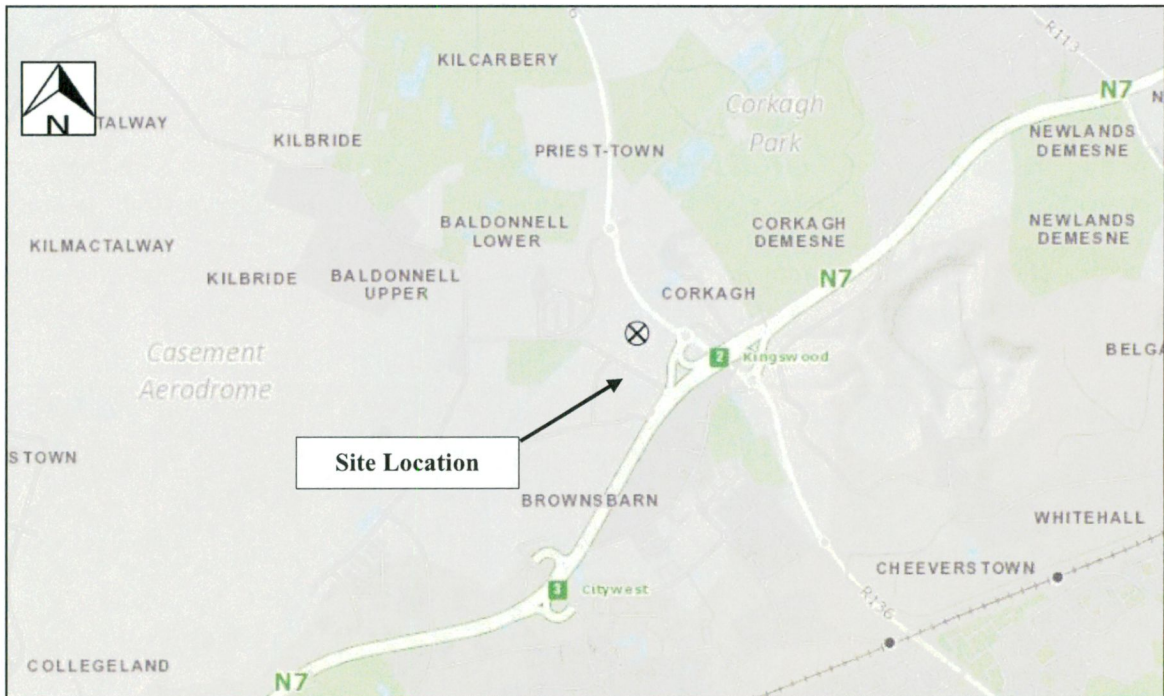 KILCARBERY
R113
N7
N
TALWAY
Corkagh
Park
N
KILBRIDE
PRIEST-TOWN
NEWLANDS
DEMESNE
BALDONNELL
LOWER
CORKAGH
DEMESNE
NEWLANDS
DEMESNE
KILMACTALWAY
KILBRIDE
BALDONNELL
UPPER
N7
CORKAGH
Casement
Aerodrome
2
Kingswood
BELGA
Site Location
STOWN
BROWNSBARN
WHITEHALL
CHEEVERSTOWN
3
Citywest
R136
COLLEGELAND
N7